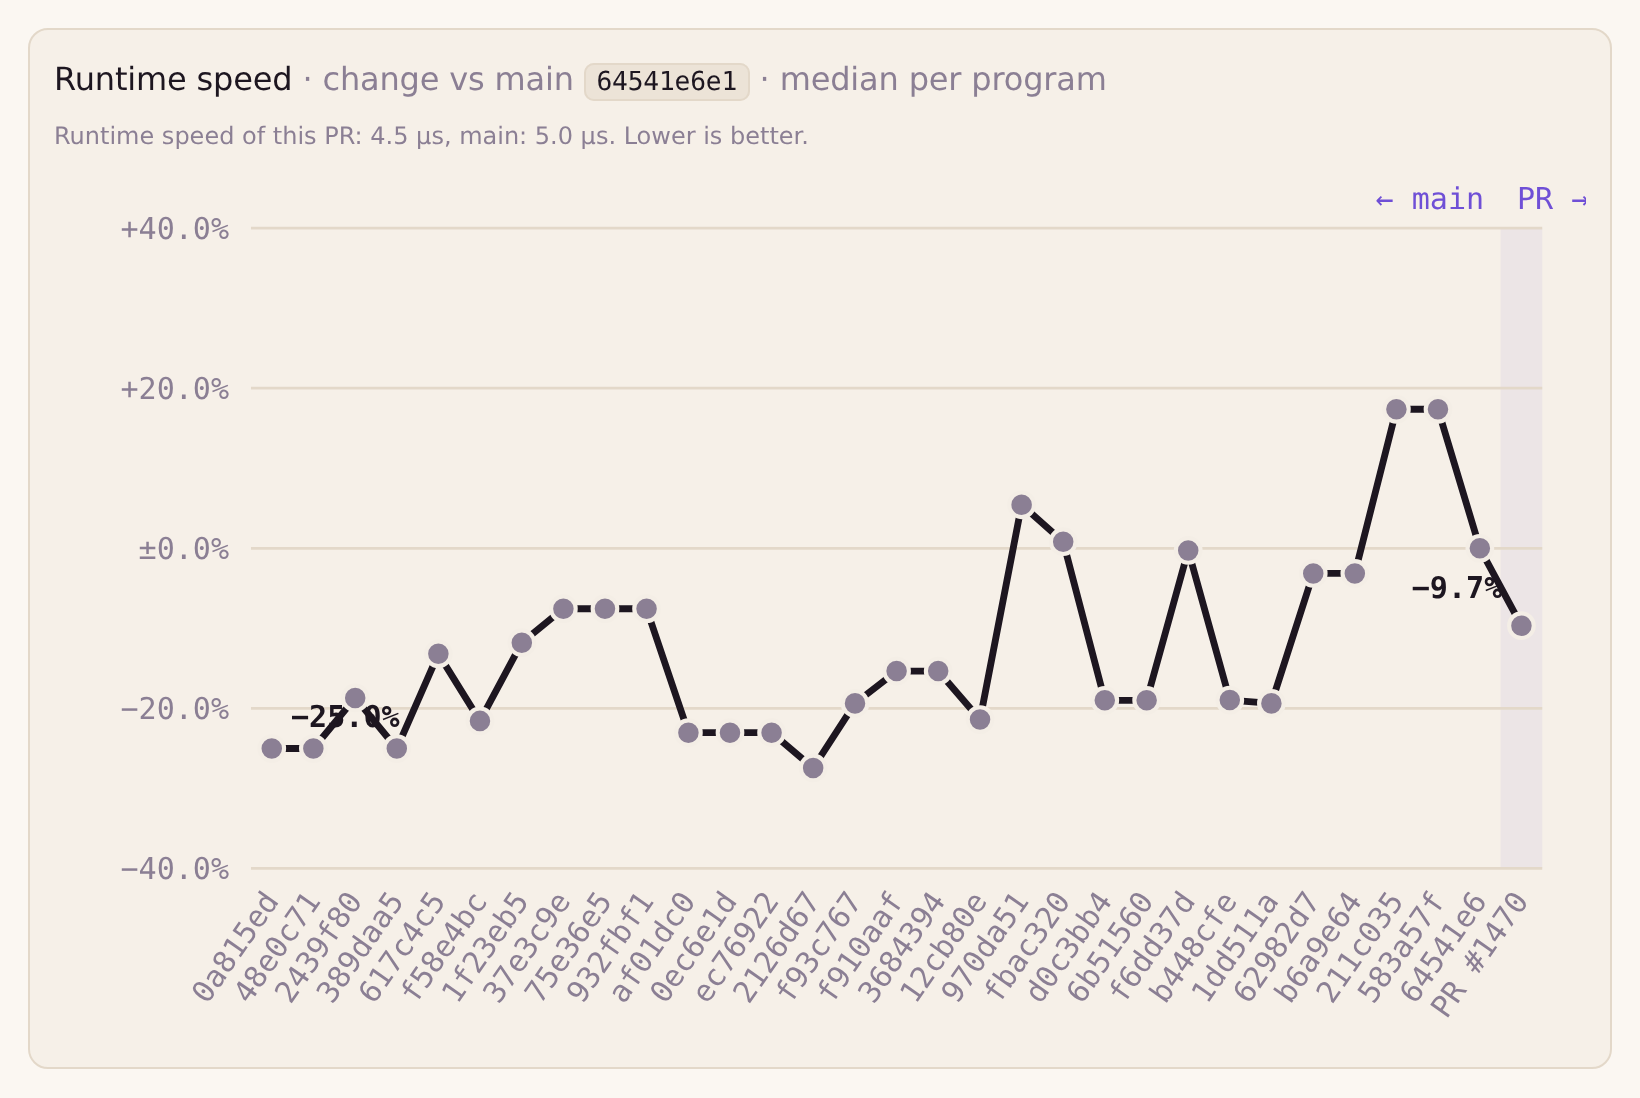 Runtime speed · change vs main 64541e6e1 · median per program
Runtime speed of this PR: 4.5 µs, main: 5.0 µs. Lower is better.
← main PR →
+40.0%
+20.0%
±0.0%
−20.0%
−40.0%
−25.0%
−9.7%
0a815ed
48e0c71
2439f80
389daa5
617c4c5
f58e4bc
1f23eb5
37e3c9e
75e36e5
932fbf1
af01dc0
0ec6e1d
ec76922
2126d67
f93c767
f910aaf
3684394
12cb80e
970da51
fbac320
d0c3bb4
6b51560
f6dd37d
b448cfe
1dd511a
62982d7
b6a9e64
211c035
583a57f
64541e6
PR #1470